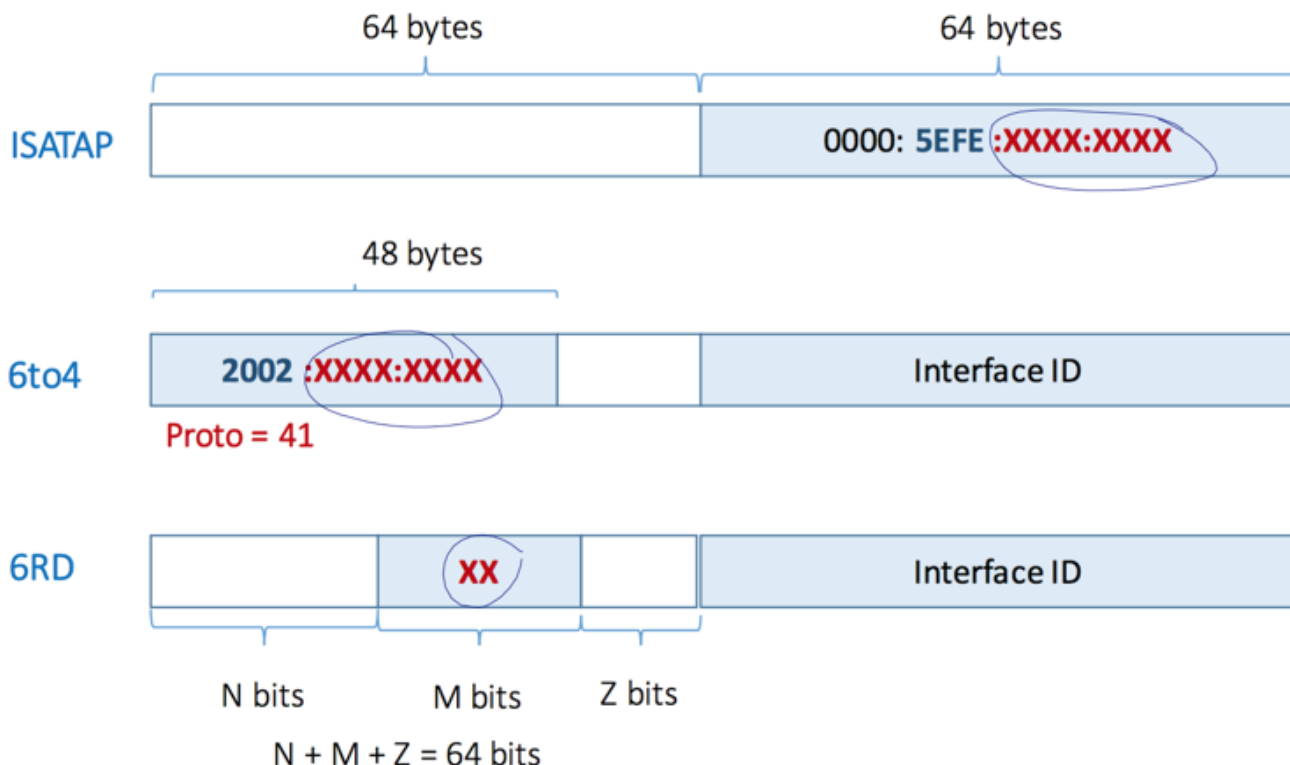 64 bytes 64 bytes
ISATAP 0000: 5EFE :XXXX:XXXX
48 bytes
6to4 2002 :XXXX:XXXX Interface ID
Proto = 41
6RD XX Interface ID
N bits M bits Z bits
N + M + Z = 64 bits